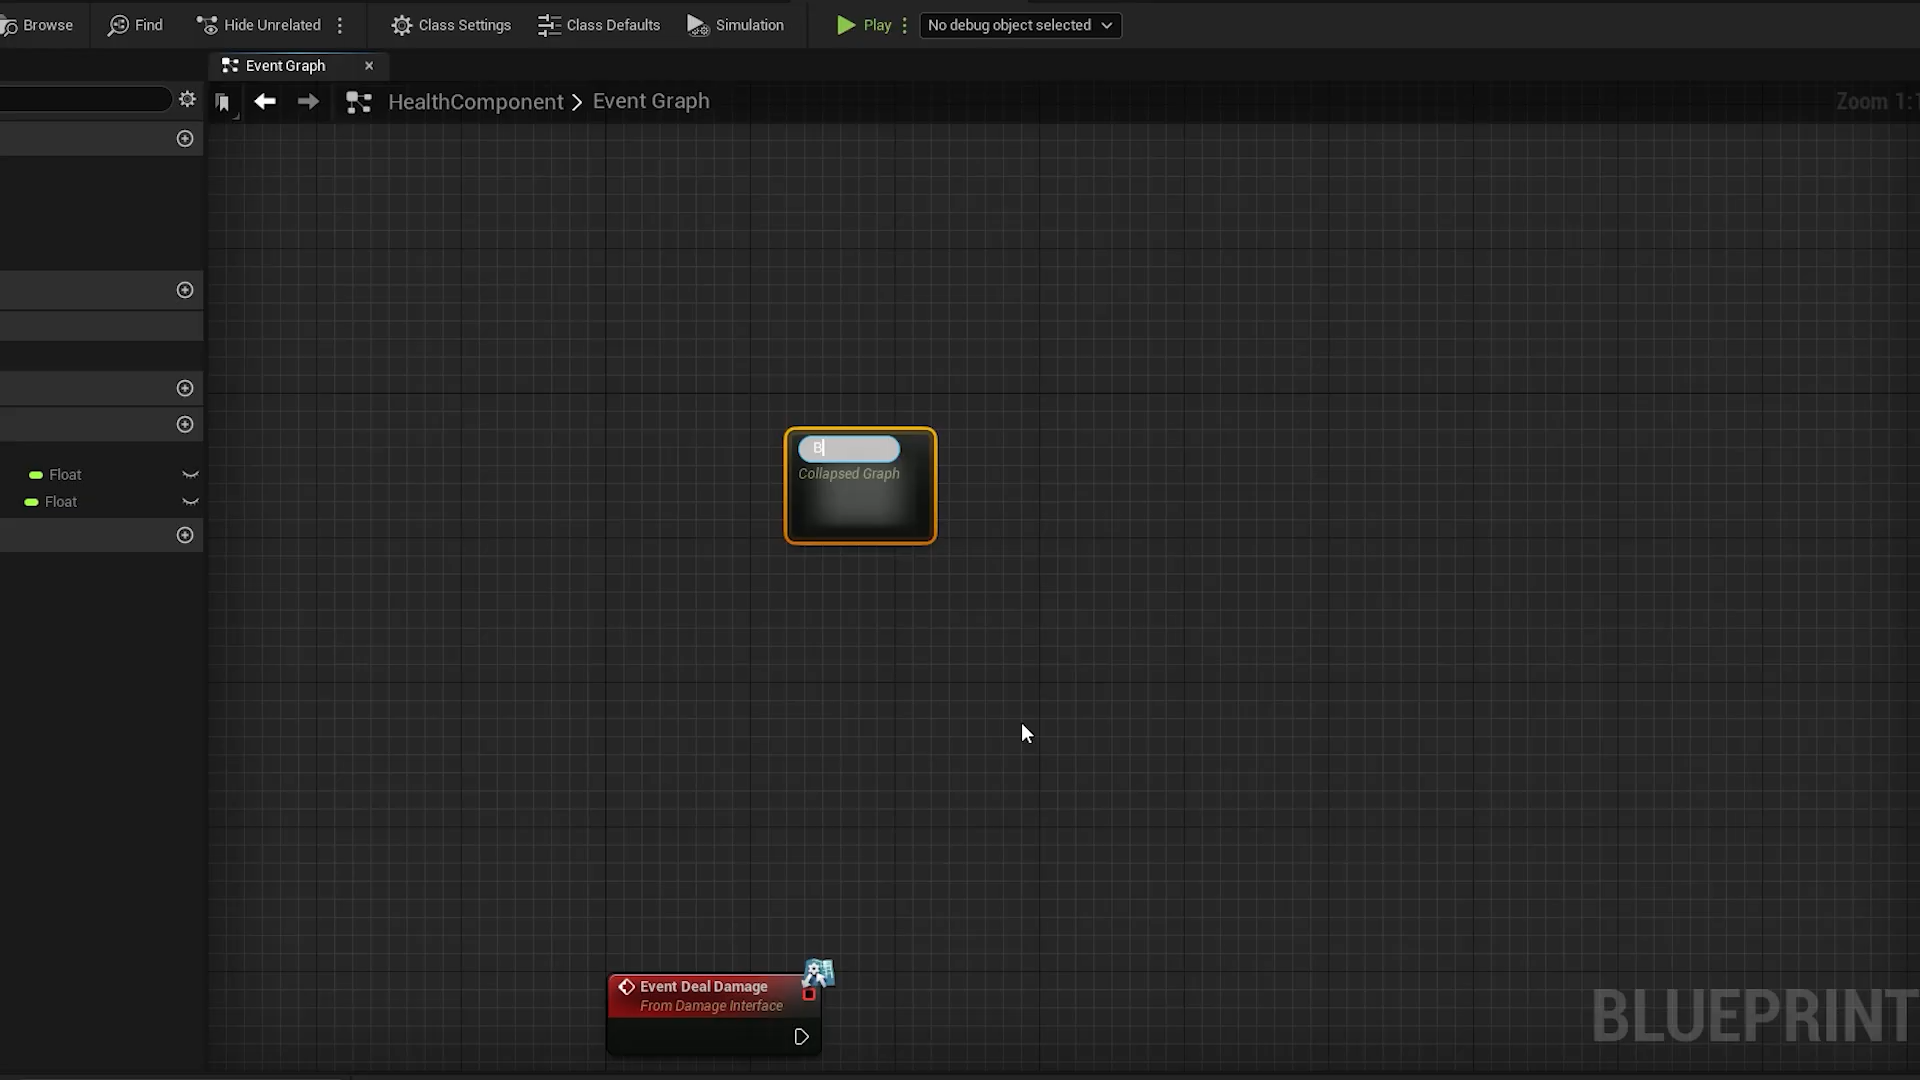 Browse
Find
Hide Unrelated
Class Settings
Class Defaults
Simulation
Play
No debug object selected
Event Graph
HealthComponent > Event Graph
Zoom 1:1
Float
Float
B
Collapsed Graph
Event Deal Damage
From Damage Interface
BLUEPRINT